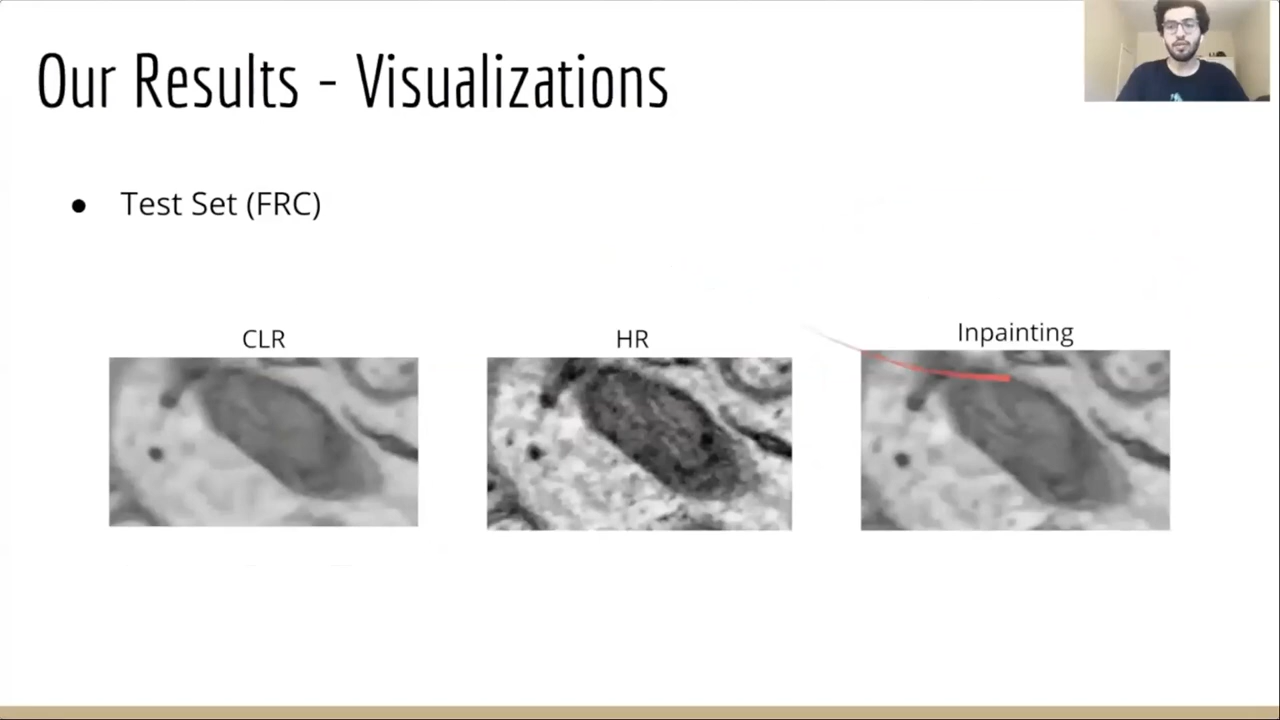 Our Results - Visualizations
● Test Set (FRC)
CLR
HR
Inpainting